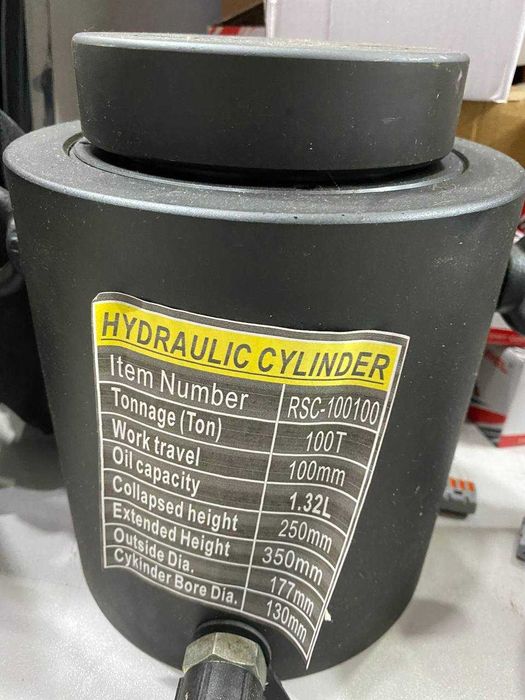 HYDRAULIC CYLINDER
Item Number RSC-100100
Tonnage (Ton) 100T
Work travel 100mm
Oil capacity 1.32L
Collapsed height 250mm
Extended Height 350mm
Outside Dia. 177mm
Cykinder Bore Dia. 130mm